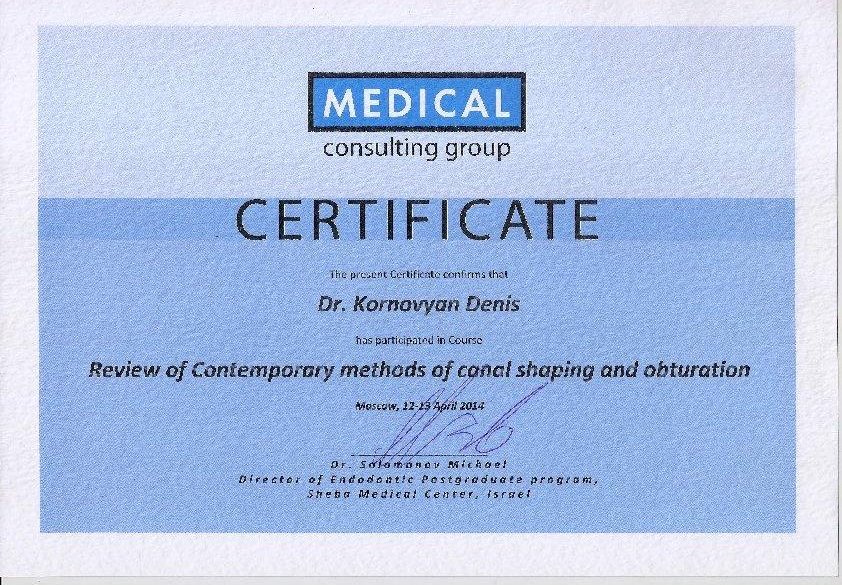 MEDICAL
consulting group
CERTIFICATE
The present Certificate confirms that
Dr. Kornovyan Denis
has participated in Course
Review of Contemporary methods of canal shaping and obturation
Moscow, 12-13 April 2014
Dr. Solomonov Michael
Director of Endodontic Postgraduate program,
Sheba Medical Center, Israel